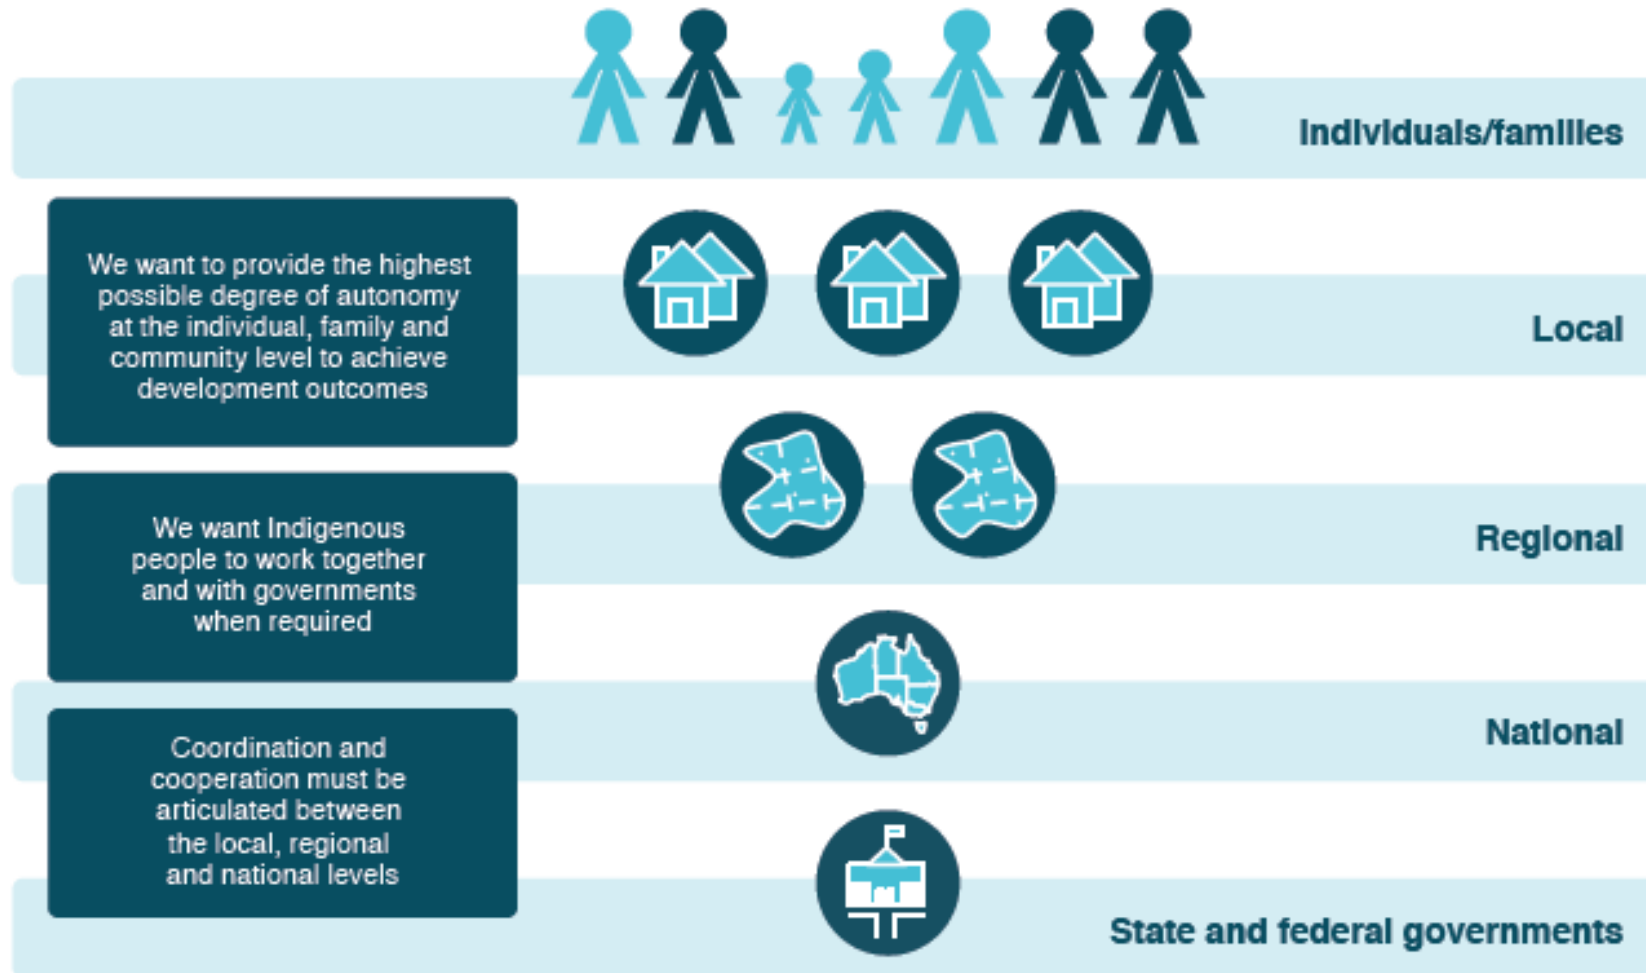 Individuals/families
We want to provide the highest
possible degree of autonomy
at the individual, family and
community level to achieve
development outcomes
Local
We want Indigenous
people to work together
and with governments
when required
Regional
National
Coordination and
cooperation must be
articulated between
the local, regional
and national levels
State and federal governments